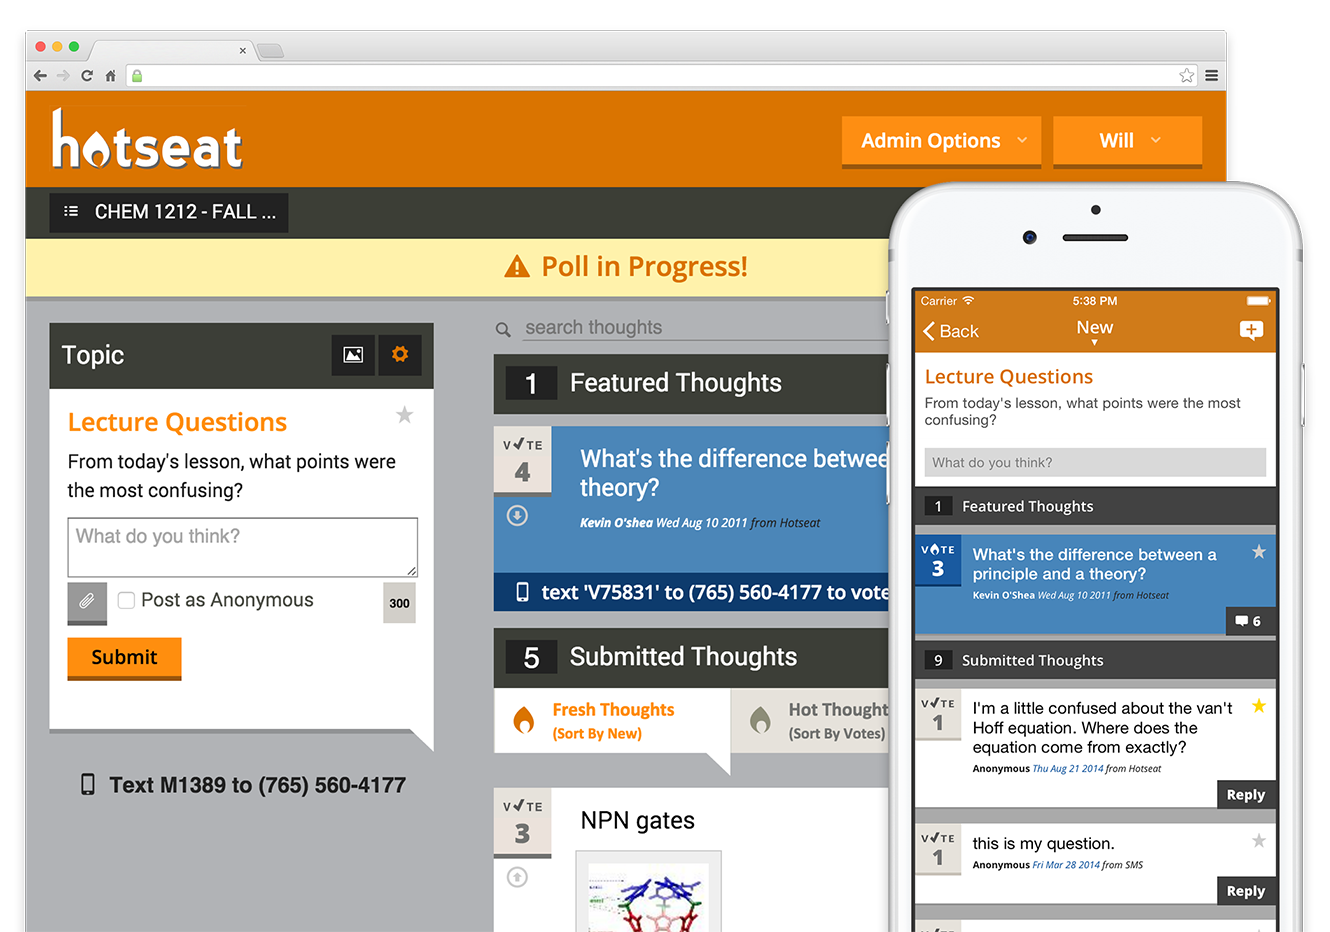 hotseat
Admin Options
Will
CHEM 1212 - FALL ...
Poll in Progress!
Topic
Lecture Questions
From today's lesson, what points were
the most confusing?
What do you think?
Post as Anonymous
300
Submit
Text M1389 to (765) 560-4177
search thoughts
1 Featured Thoughts
VOTE
4
What's the difference betwee
theory?
Kevin O'shea Wed Aug 10 2011 from Hotseat
text 'V75831' to (765) 560-4177 to vote
5 Submitted Thoughts
Fresh Thoughts
(Sort By New)
Hot Thought
(Sort By Votes)
VOTE
3
NPN gates
Carrier 5:38 PM
Back New
Lecture Questions
From today's lesson, what points were the most
confusing?
What do you think?
1 Featured Thoughts
VOTE
3
What's the difference between a
principle and a theory?
Kevin O'Shea Wed Aug 10 2011 from Hotseat
6
9 Submitted Thoughts
VOTE
1
I'm a little confused about the van't
Hoff equation. Where does the
equation come from exactly?
Anonymous Thu Aug 21 2014 from Hotseat
Reply
VOTE
1
this is my question.
Anonymous Fri Mar 28 2014 from SMS
Reply